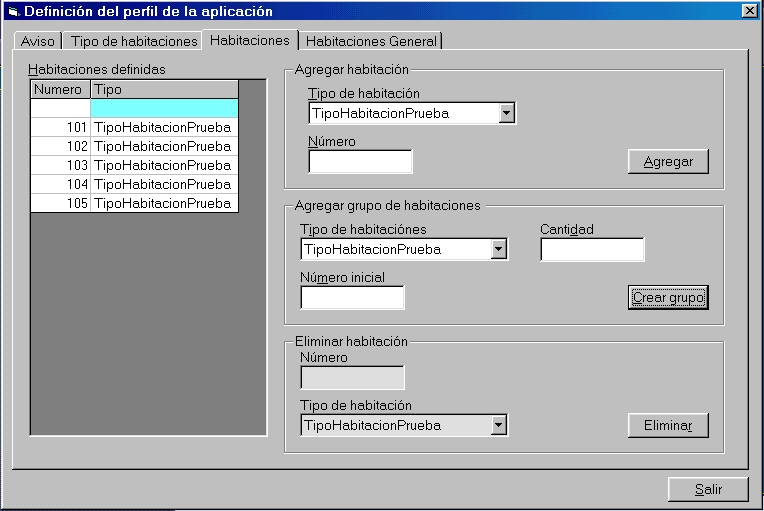 Definición del perfil de la aplicación
Aviso Tipo de habitaciones Habitaciones Habitaciones General
Habitaciones definidas
Numero Tipo
101 TipoHabitacionPrueba
102 TipoHabitacionPrueba
103 TipoHabitacionPrueba
104 TipoHabitacionPrueba
105 TipoHabitacionPrueba
Agregar habitación
Tipo de habitación
TipoHabitacionPrueba
Número
Agregar
Agregar grupo de habitaciones
Tipo de habitaciónes
Cantidad
TipoHabitacionPrueba
Número inicial
Crear grupo
Eliminar habitación
Número
Tipo de habitación
TipoHabitacionPrueba
Eliminar
Salir